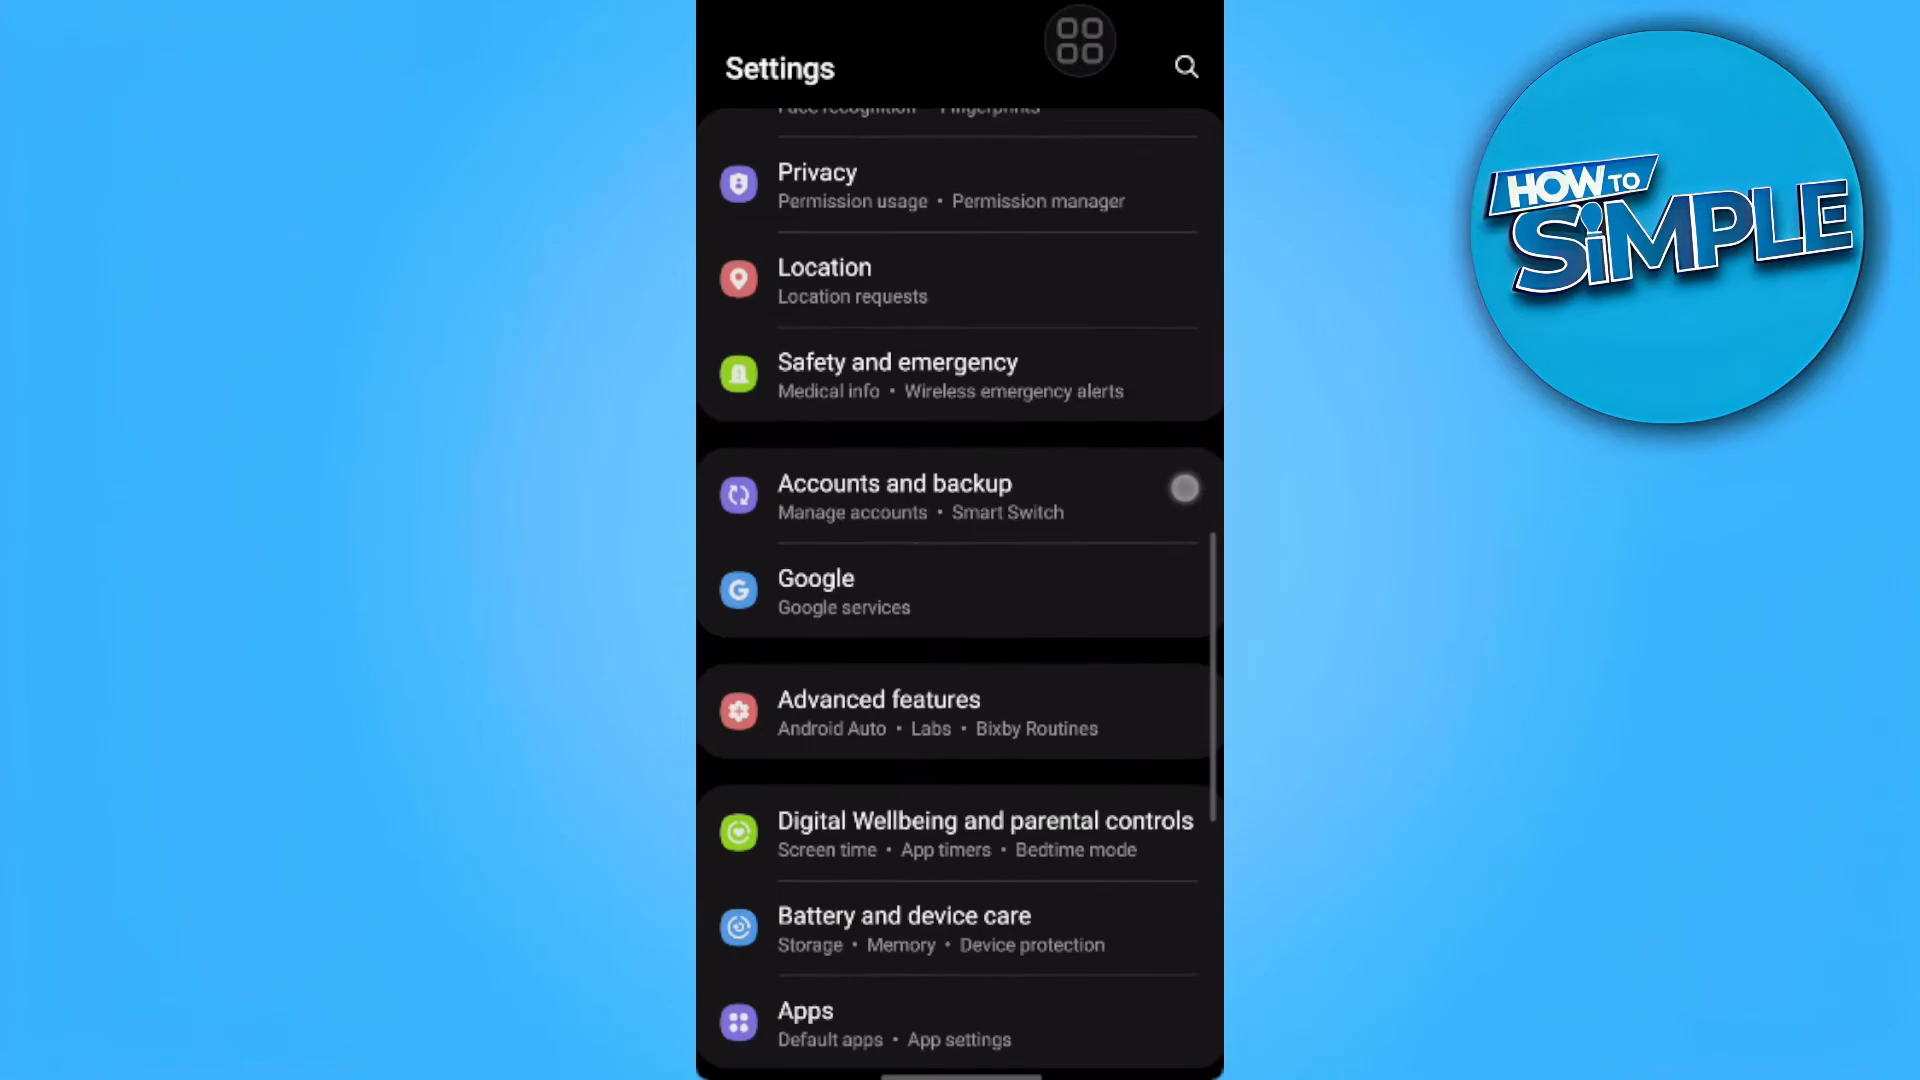 Settings
Face recognition • Fingerprints
Privacy
Permission usage • Permission manager
Location
Location requests
Safety and emergency
Medical info • Wireless emergency alerts
Accounts and backup
Manage accounts • Smart Switch
Google
Google services
Advanced features
Android Auto • Labs • Bixby Routines
Digital Wellbeing and parental controls
Screen time • App timers • Bedtime mode
Battery and device care
Storage • Memory • Device protection
Apps
Default apps • App settings
HOW TO
SiMPLE